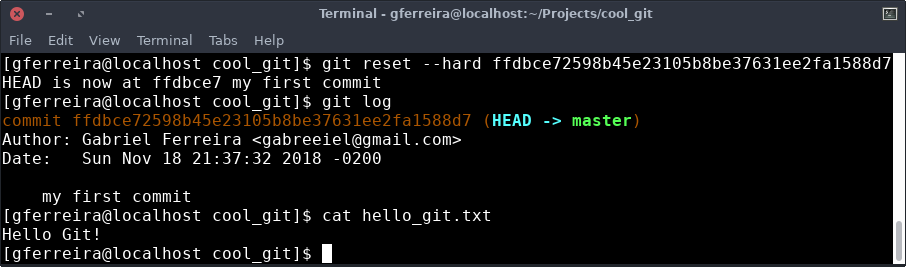 Terminal - gferreira@localhost:~/Projects/cool_git
File Edit View Terminal Tabs Help
[gferreira@localhost cool_git]$ git reset --hard ffdbce72598b45e23105b8be37631ee2fa1588d7
HEAD is now at ffdbce7 my first commit
[gferreira@localhost cool_git]$ git log
commit ffdbce72598b45e23105b8be37631ee2fa1588d7 (HEAD -> master)
Author: Gabriel Ferreira <gabreeiel@gmail.com>
Date:   Sun Nov 18 21:37:32 2018 -0200
    my first commit
[gferreira@localhost cool_git]$ cat hello_git.txt
Hello Git!
[gferreira@localhost cool_git]$